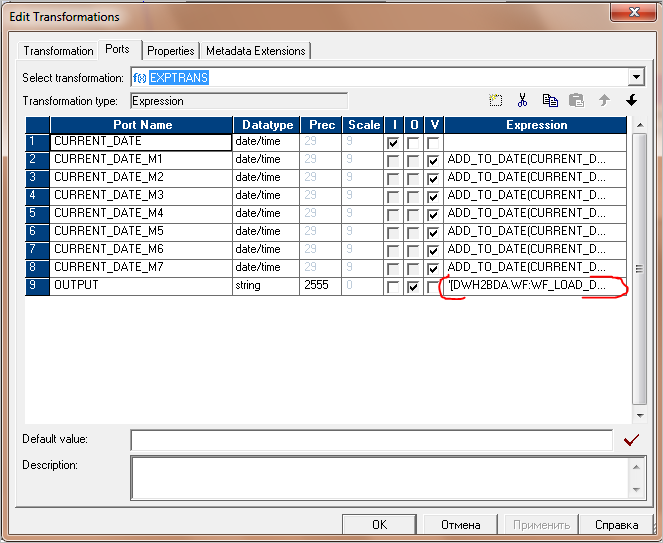 Edit Transformations
Transformation Ports Properties Metadata Extensions
Select transformation: f(x) EXPTRANS
Transformation type: Expression
Port Name Datatype Prec Scale I O V Expression
1 CURRENT_DATE date/time 29 9
2 CURRENT_DATE_M1 date/time 29 9 ADD_TO_DATE(CURRENT_D...
3 CURRENT_DATE_M2 date/time 29 9 ADD_TO_DATE(CURRENT_D...
4 CURRENT_DATE_M3 date/time 29 9 ADD_TO_DATE(CURRENT_D...
5 CURRENT_DATE_M4 date/time 29 9 ADD_TO_DATE(CURRENT_D...
6 CURRENT_DATE_M5 date/time 29 9 ADD_TO_DATE(CURRENT_D...
7 CURRENT_DATE_M6 date/time 29 9 ADD_TO_DATE(CURRENT_D...
8 CURRENT_DATE_M7 date/time 29 9 ADD_TO_DATE(CURRENT_D...
9 OUTPUT string 2555 0 '[DWH2BDA.WF:WF_LOAD_D...
Default value:
Description:
OK Отмена Применить Справка